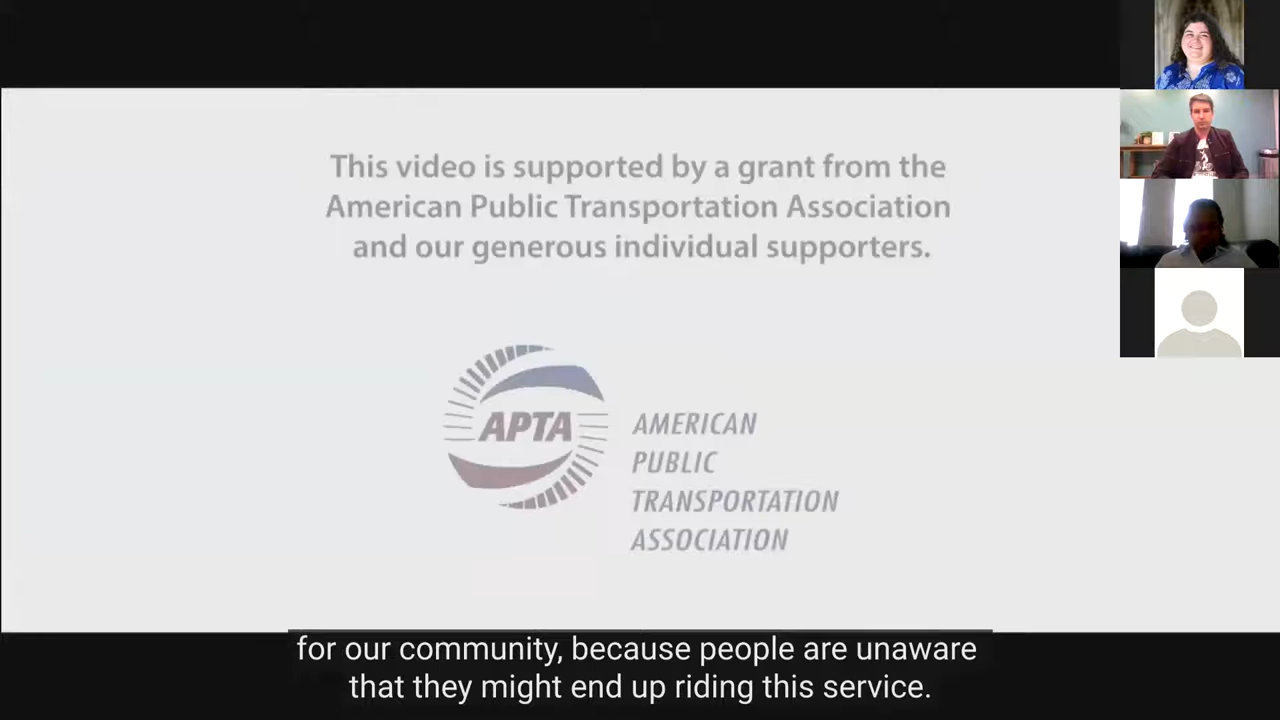 This video is supported by a grant from the
American Public Transportation Association
and our generous individual supporters.
APTA
AMERICAN
PUBLIC
TRANSPORTATION
ASSOCIATION
for our community, because people are unaware
that they might end up riding this service.